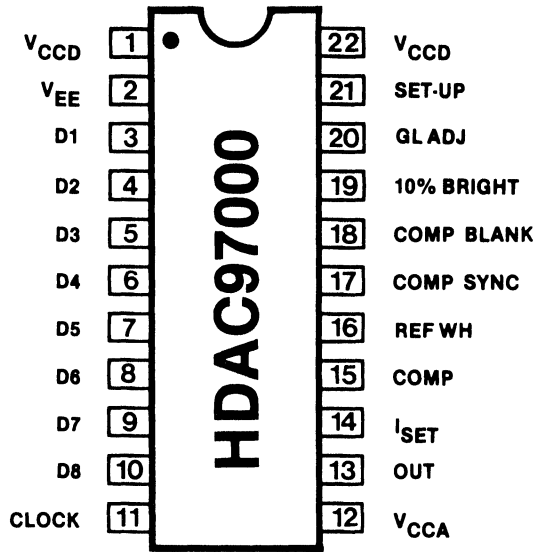 VCCD 1 22 VCCD
VEE 2 21 SET-UP
D1 3 20 GL ADJ
D2 4 19 10% BRIGHT
D3 5 18 COMP BLANK
D4 6 17 COMP SYNC
D5 7 16 REF WH
D6 8 15 COMP
D7 9 14 ISET
D8 10 13 OUT
CLOCK 11 12 VCCA
HDAC97000